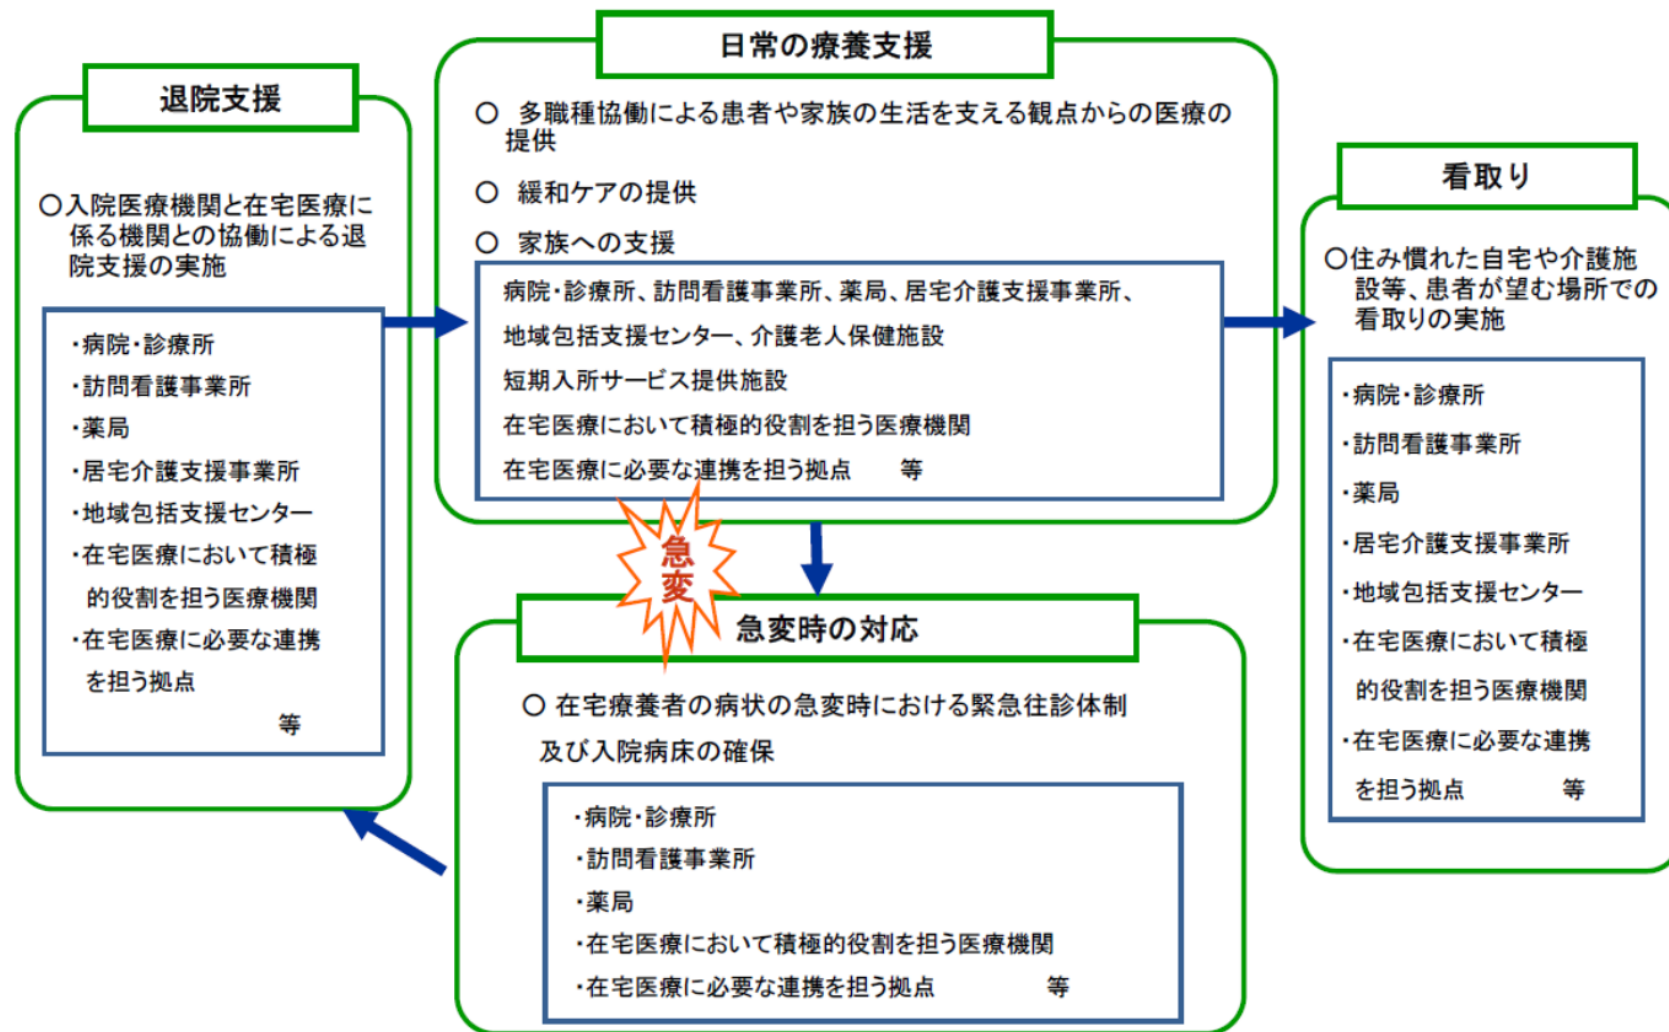 退院支援
○入院医療機関と在宅医療に
係る機関との協働による退
院支援の実施
・病院・診療所
・訪問看護事業所
・薬局
・居宅介護支援事業所
・地域包括支援センター
・在宅医療において積極
的役割を担う医療機関
・在宅医療に必要な連携
を担う拠点
等
日常の療養支援
○ 多職種協働による患者や家族の生活を支える観点からの医療の
提供
○ 緩和ケアの提供
○ 家族への支援
病院・診療所、訪問看護事業所、薬局、居宅介護支援事業所、
地域包括支援センター、介護老人保健施設
短期入所サービス提供施設
在宅医療において積極的役割を担う医療機関
在宅医療に必要な連携を担う拠点 等
急変
急変時の対応
○ 在宅療養者の病状の急変時における緊急往診体制
及び入院病床の確保
・病院・診療所
・訪問看護事業所
・薬局
・在宅医療において積極的役割を担う医療機関
・在宅医療に必要な連携を担う拠点 等
看取り
○住み慣れた自宅や介護施
設等、患者が望む場所での
看取りの実施
・病院・診療所
・訪問看護事業所
・薬局
・居宅介護支援事業所
・地域包括支援センター
・在宅医療において積極
的役割を担う医療機関
・在宅医療に必要な連携
を担う拠点 等